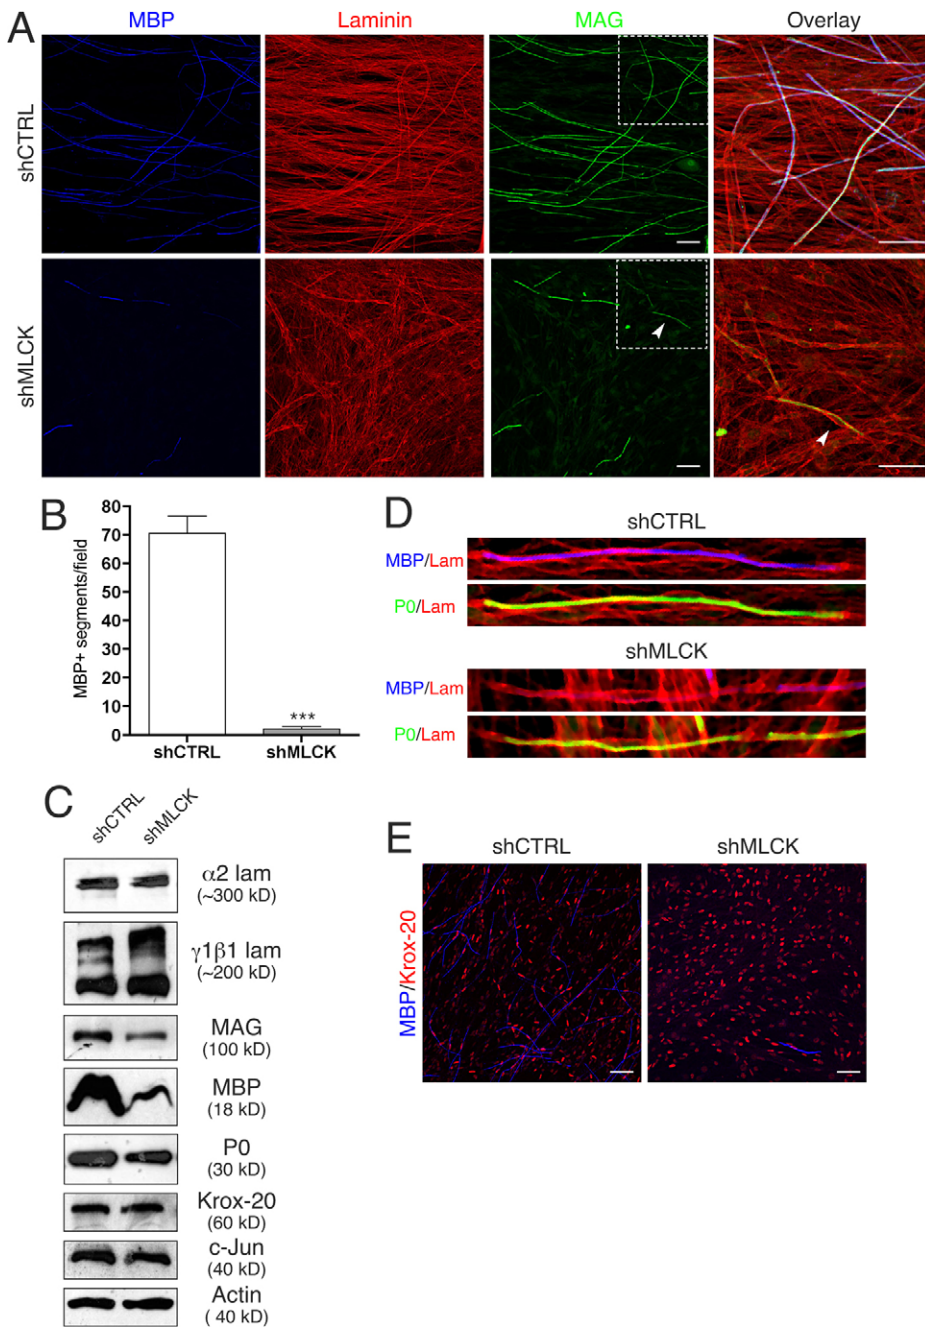 A
MBP
Laminin
MAG
Overlay
shCTRL
shMLCK
B
MBP+ segments/field
80
70
60
50
40
30
20
10
0
***
shCTRL
shMLCK
C
shCTRL
shMLCK
α2 lam
(~300 kD)
γ1β1 lam
(~200 kD)
MAG
(100 kD)
MBP
(18 kD)
P0
(30 kD)
Krox-20
(60 kD)
c-Jun
(40 kD)
Actin
( 40 kD)
D
shCTRL
MBP/Lam
P0/Lam
shMLCK
MBP/Lam
P0/Lam
E
shCTRL
shMLCK
MBP/Krox-20